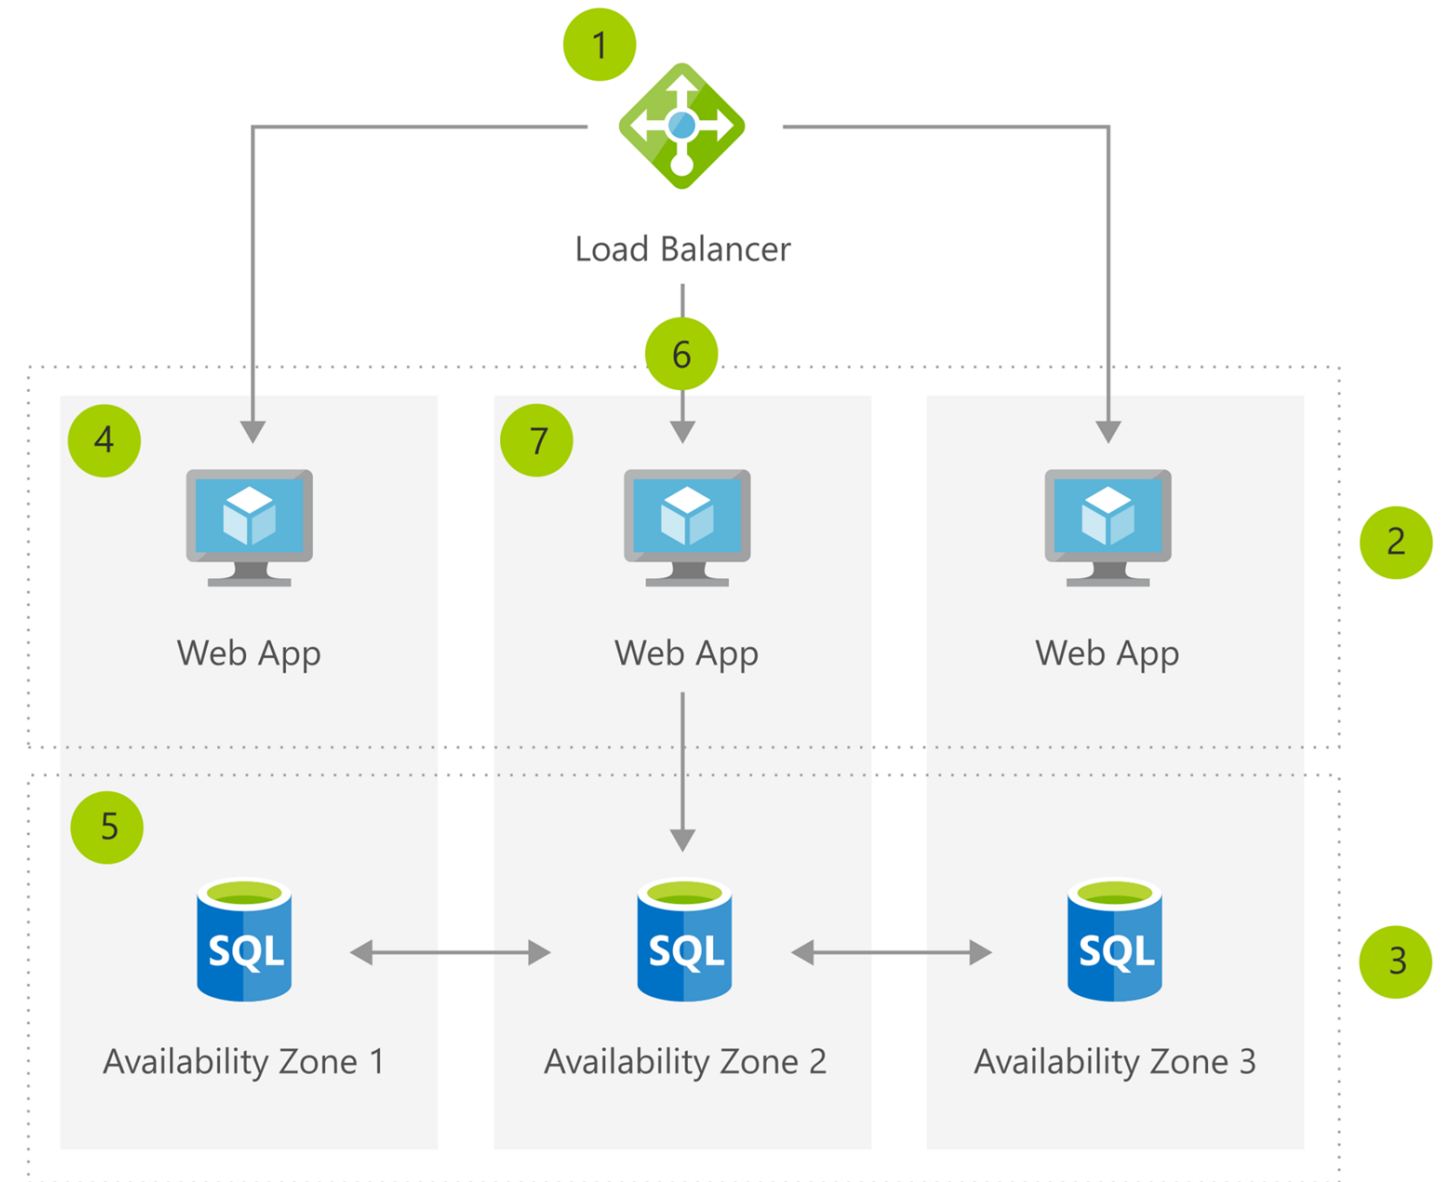 1
Load Balancer
6
4
7
2
Web App
Web App
Web App
5
SQL
SQL
SQL
3
Availability Zone 1
Availability Zone 2
Availability Zone 3